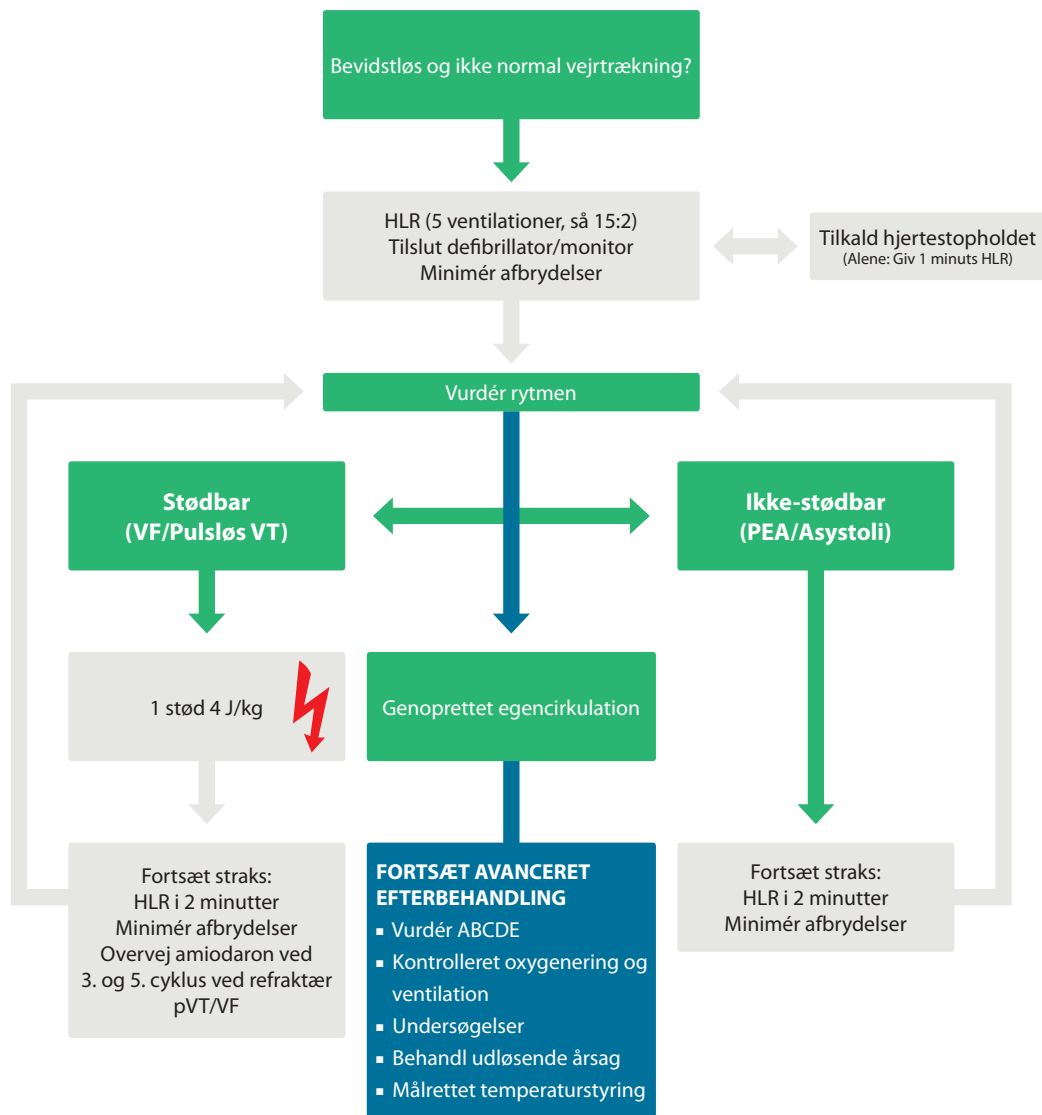 Bevidstløs og ikke normal vejrtrækning?
HLR (5 ventilationer, så 15:2)
Tilslut defibrillator/monitor
Minimér afbrydelser
Tilkald hjertestopholdet
(Alene: Giv 1 minuts HLR)
Vurdér rytmen
Stødbar
(VF/Pulsløs VT)
Ikke-stødbar
(PEA/Asystoli)
1 stød 4 J/kg
Genoprettet egencirkulation
Fortsæt straks:
HLR i 2 minutter
Minimér afbrydelser
Overvej amiodaron ved
3. og 5. cyklus ved refraktær
pVT/VF
FORTSÆT AVANCERET
EFTERBEHANDLING
▪ Vurdér ABCDE
▪ Kontrolleret oxygenering og
ventilation
▪ Undersøgelser
▪ Behandl udløsende årsag
▪ Målrettet temperaturstyring
Fortsæt straks:
HLR i 2 minutter
Minimér afbrydelser